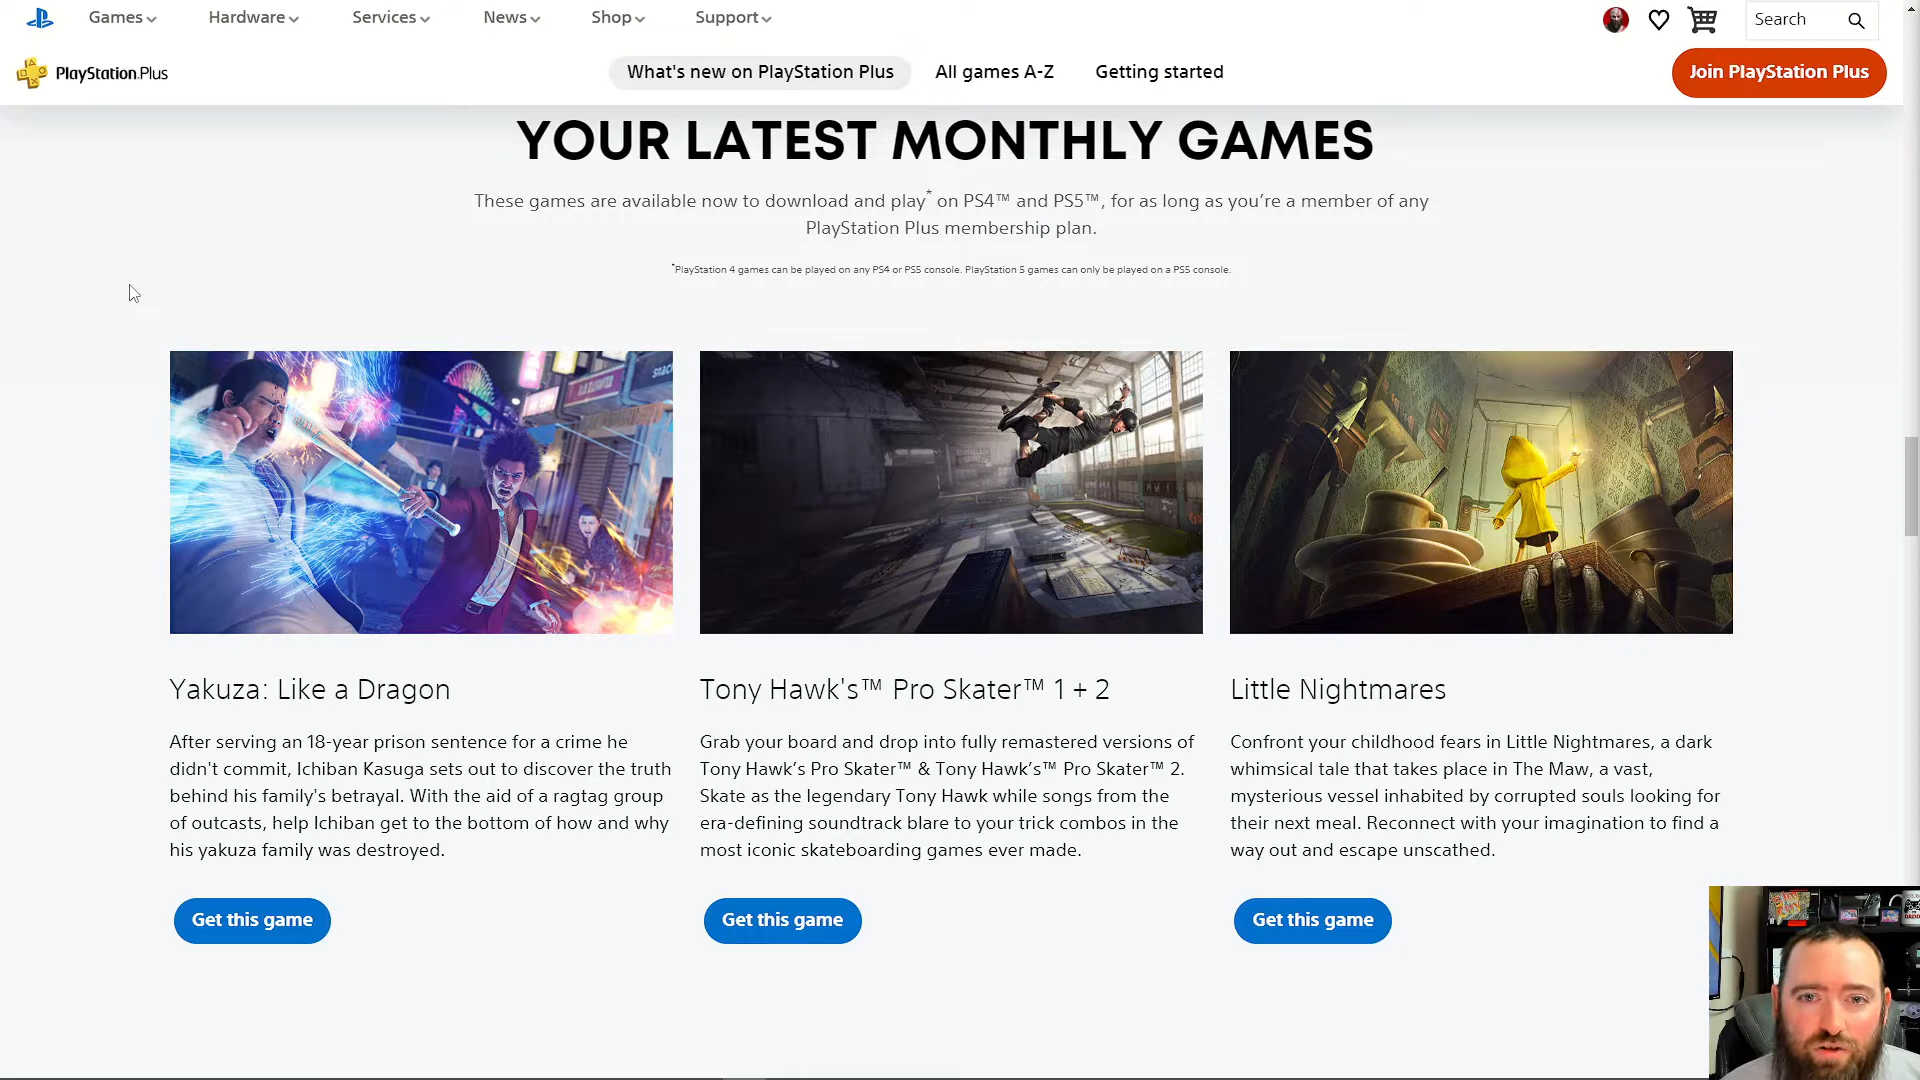 Games
Hardware
Services
News
Shop
Support
Search
PlayStation.Plus
What's new on PlayStation Plus
All games A-Z
Getting started
Join PlayStation Plus
YOUR LATEST MONTHLY GAMES
These games are available now to download and play* on PS4™ and PS5™, for as long as you’re a member of any
PlayStation Plus membership plan.
*PlayStation 4 games can be played on any PS4 or PS5 console. PlayStation 5 games can only be played on a PS5 console.
Yakuza: Like a Dragon
After serving an 18-year prison sentence for a crime he
didn't commit, Ichiban Kasuga sets out to discover the truth
behind his family's betrayal. With the aid of a ragtag group
of outcasts, help Ichiban get to the bottom of how and why
his yakuza family was destroyed.
Get this game
Tony Hawk's™ Pro Skater™ 1 + 2
Grab your board and drop into fully remastered versions of
Tony Hawk’s Pro Skater™ & Tony Hawk’s™ Pro Skater™ 2.
Skate as the legendary Tony Hawk while songs from the
era-defining soundtrack blare to your trick combos in the
most iconic skateboarding games ever made.
Get this game
Little Nightmares
Confront your childhood fears in Little Nightmares, a dark
whimsical tale that takes place in The Maw, a vast,
mysterious vessel inhabited by corrupted souls looking for
their next meal. Reconnect with your imagination to find a
way out and escape unscathed.
Get this game